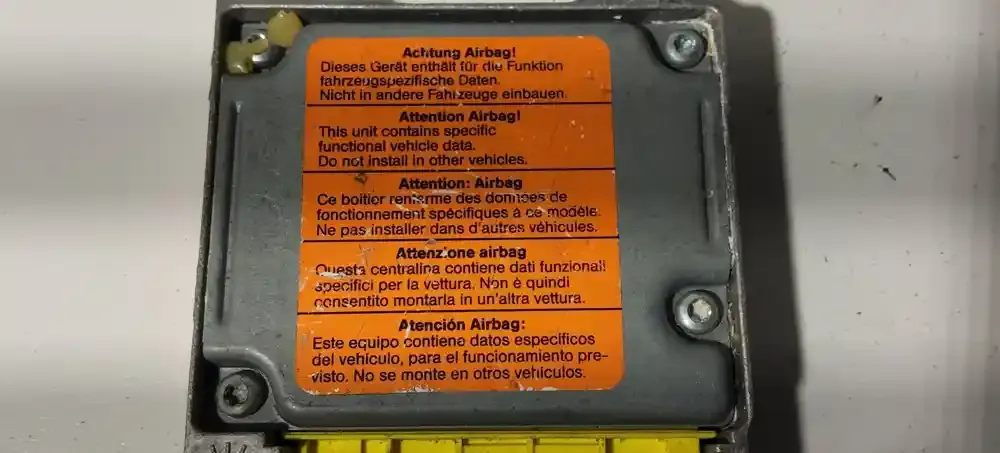 Achtung Airbag!
Dieses Gerät enthält für die Funktion
fahrzeugspezifische Daten.
Nicht in andere Fahrzeuge einbauen.
Attention Airbag!
This unit contains specific
functional vehicle data.
Do not install in other vehicles.
Attention: Airbag
Ce boîtier renferme des données de
fonctionnement spécifiques à ce modèle.
Ne pas installer dans d'autres véhicules.
Attenzione airbag
Questa centralina contiene dati funzionali
specifici per la vettura. Non è quindi
consentito montarla in un'altra vettura.
Atención Airbag:
Este equipo contiene datos específicos
del vehículo, para el funcionamiento pre-
visto. No se monte en otros vehículos.